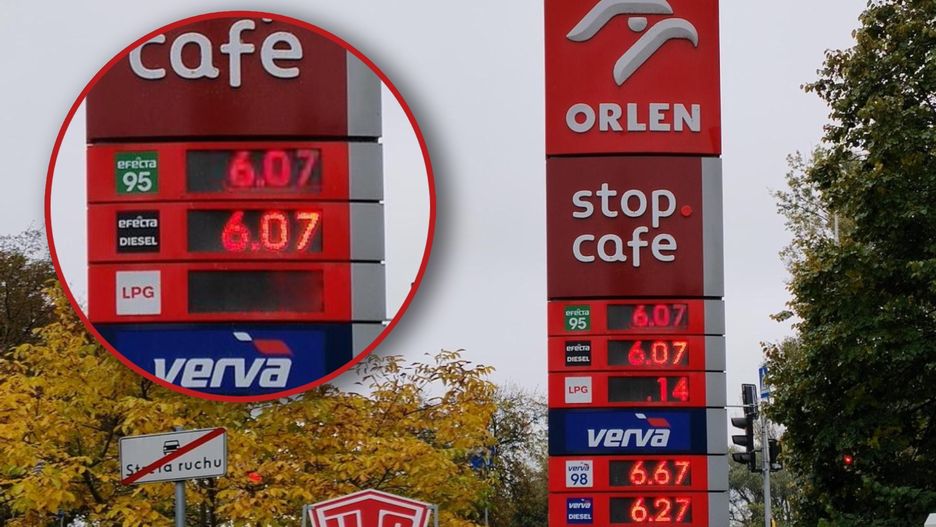 café
EFECTA
95
6.07
EFECTA
DIESEL
6.07
LPG
verva
ORLEN
stop.
cafe
EFECTA
95
6.07
EFECTA
DIESEL
6.07
LPG
.14
verva
verva
98
6.67
verva
DIESEL
6.27
Strefa ruchu